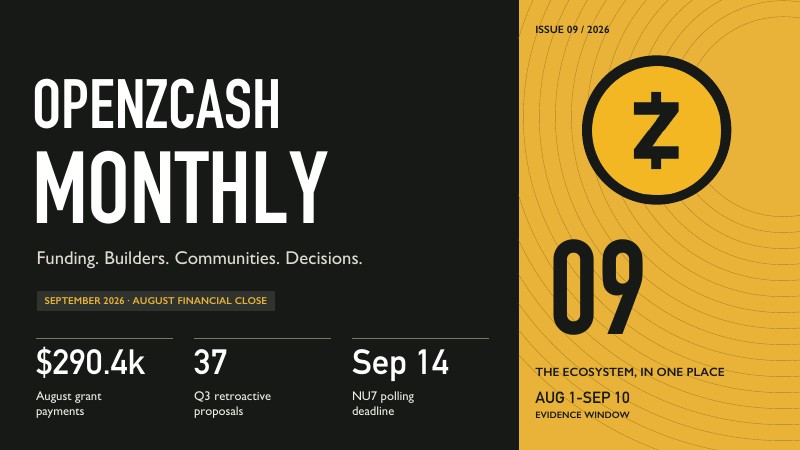 OPENZCASH
MONTHLY
Funding. Builders. Communities. Decisions.
SEPTEMBER 2026 · AUGUST FINANCIAL CLOSE
$290.4k
August grant
payments
37
Q3 retroactive
proposals
Sep 14
NU7 polling
deadline
ISSUE 09 / 2026
09
THE ECOSYSTEM, IN ONE PLACE
AUG 1-SEP 10
EVIDENCE WINDOW